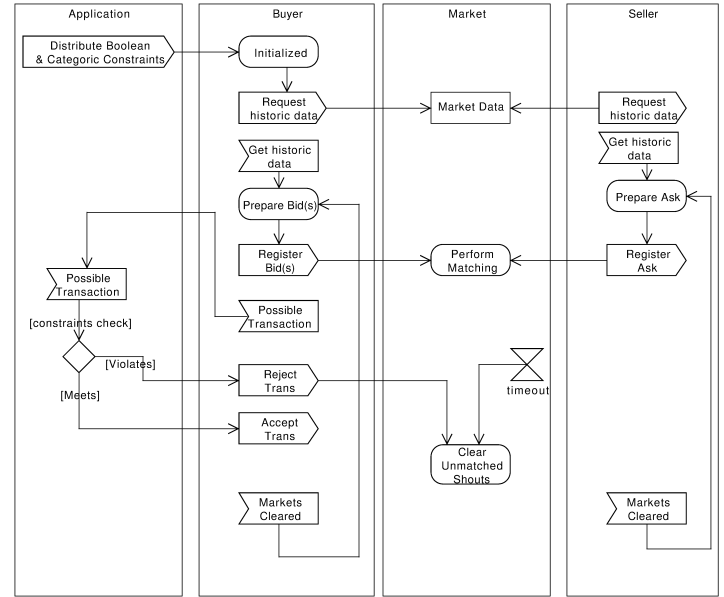 Application
Buyer
Market
Seller
Distribute Boolean
& Categoric Constraints
Initialized
Request
historic data
Market Data
Request
historic data
Get historic
data
Get historic
data
Prepare Bid(s)
Prepare Ask
Register
Bid(s)
Perform
Matching
Register
Ask
Possible
Transaction
Possible
Transaction
[constraints check]
[Violates]
[Meets]
Reject
Trans
timeout
Accept
Trans
Clear
Unmatched
Shouts
Markets
Cleared
Markets
Cleared